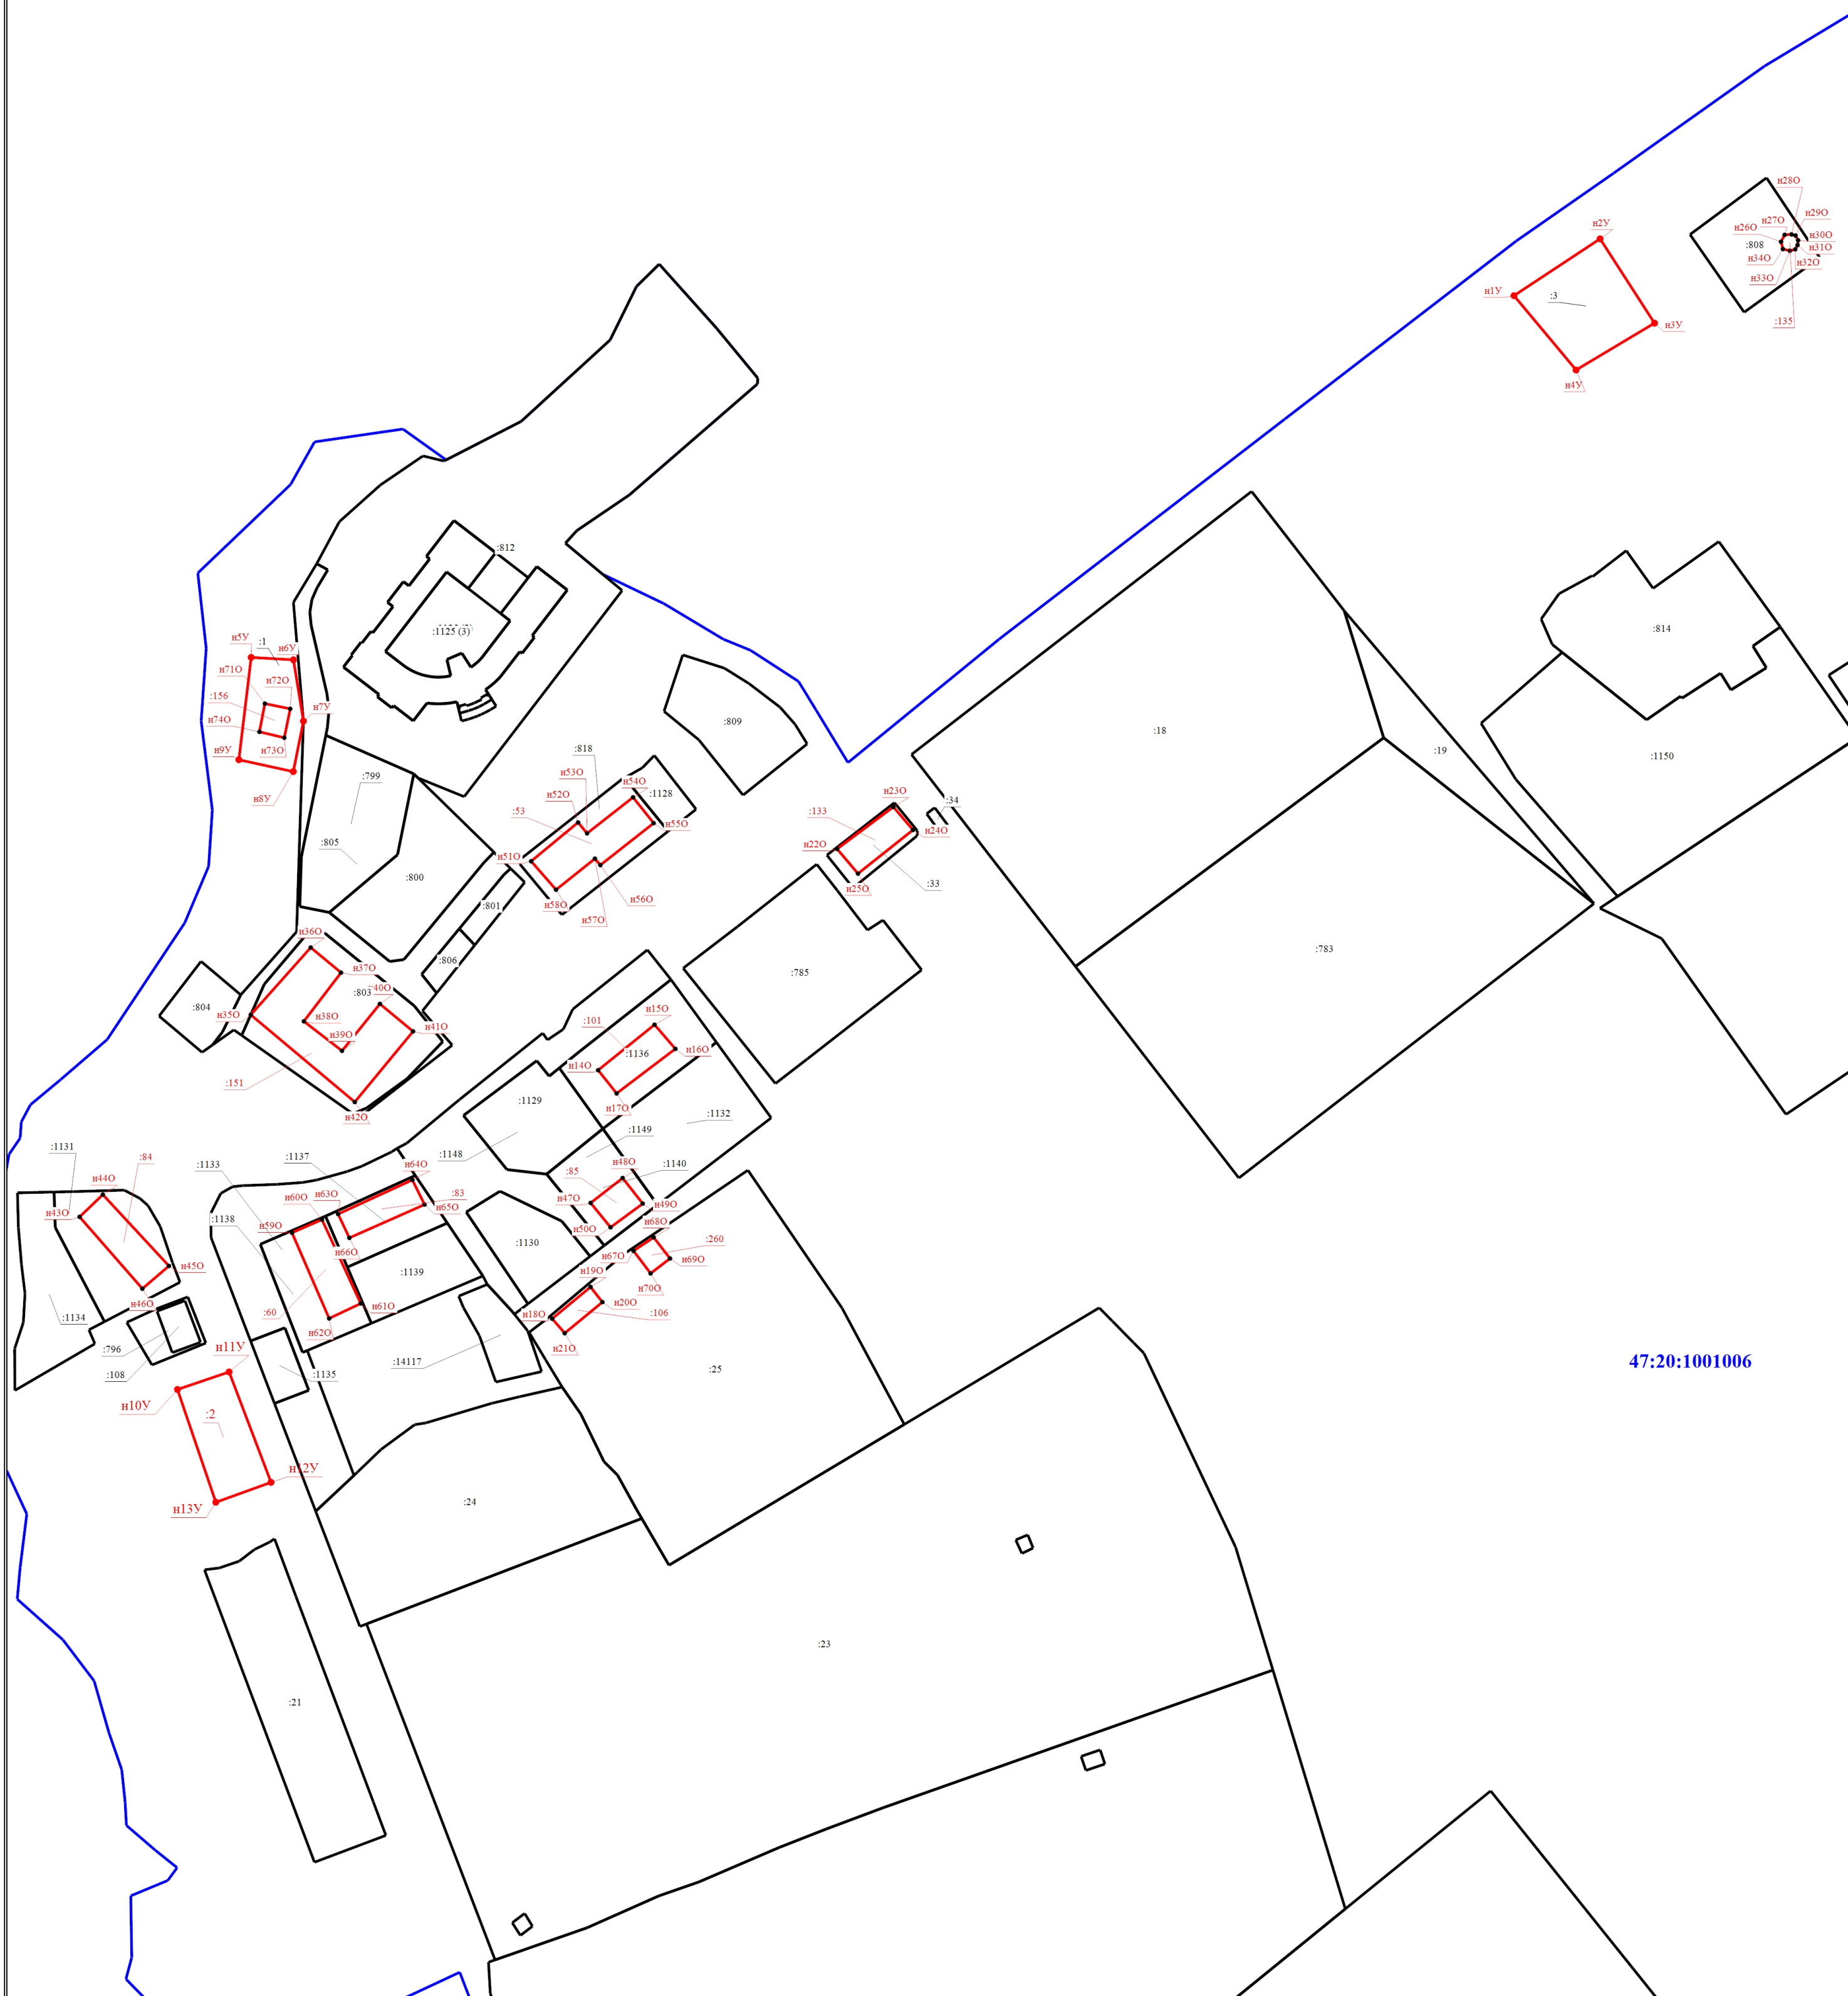 н28О
н29О
н27О
н26О
н30О
:808
н31О
н34О
н32О
н33О
:135
н2У
н1У
:3
н3У
н4У
:812
:1125 (3)
:814
н5У
:1
н6У
н71О
н72О
:156
н7У
н74О
н73О
н9У
н8У
:809
:18
:19
:1150
:818
:799
н53О
н54О
:1128
н52О
:53
н55О
н51О
:805
:800
н58О
н56О
н57О
:801
:806
н23О
:34
:133
н24О
н22О
н25О
:33
:785
:783
н36О
н37О
:803
н40О
:804
н35О
н38О
н39О
н41О
:151
н42О
:101
н15О
:1136
н16О
н14О
н17О
:1129
:1132
:1149
:1148
:1140
:85
н48О
н47О
н49О
н50О
н68О
:260
н67О
н69О
н70О
:1131
:84
н44О
н43О
н45О
н46О
:1134
:796
:108
:1133
:1137
н64О
н60О
н63О
:83
н65О
:1138
н59О
н66О
:1139
:60
н61О
н62О
:1130
н19О
н18О
н20О
:106
н21О
н11У
:1135
:14117
н10У
:2
н12У
н13У
:25
47:20:1001006
:24
:23
:21